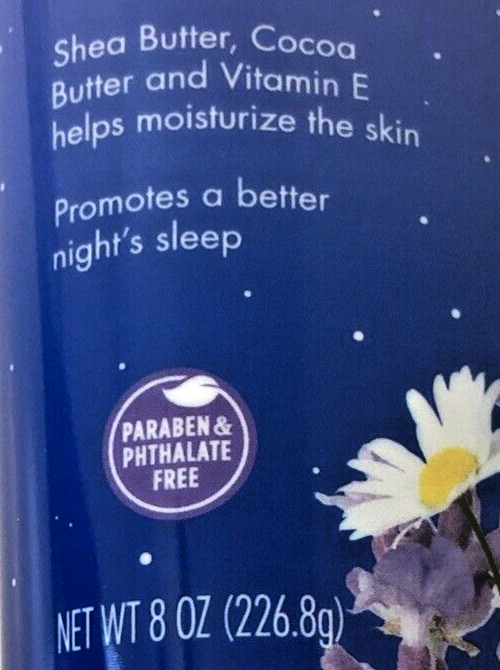 Shea Butter, Cocoa
Butter and Vitamin E
helps moisturize the skin
Promotes a better
night's sleep
PARABEN &
PHTHALATE
FREE
NET WT 8 OZ (226.8g)